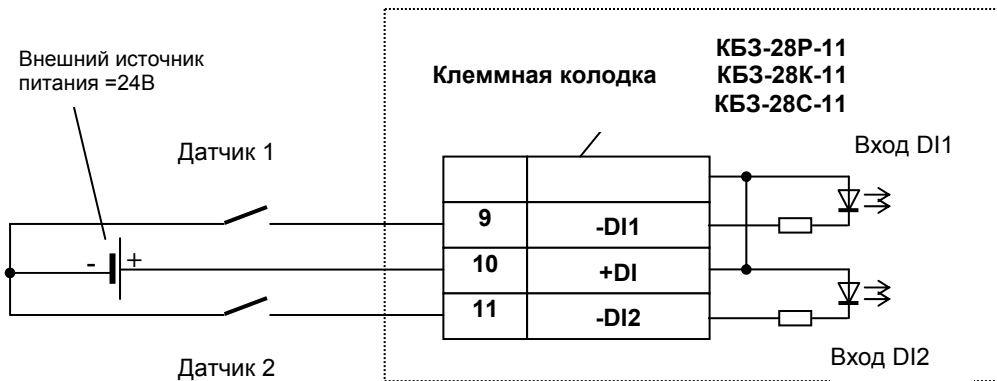 КБЗ-28Р-11
Внешний источник
питания =24В
Клеммная колодка
КБЗ-28К-11
КБЗ-28С-11
Датчик 1
Вход DI1
9
-DI1
- +
10
+DI
11
-DI2
Датчик 2
Вход DI2